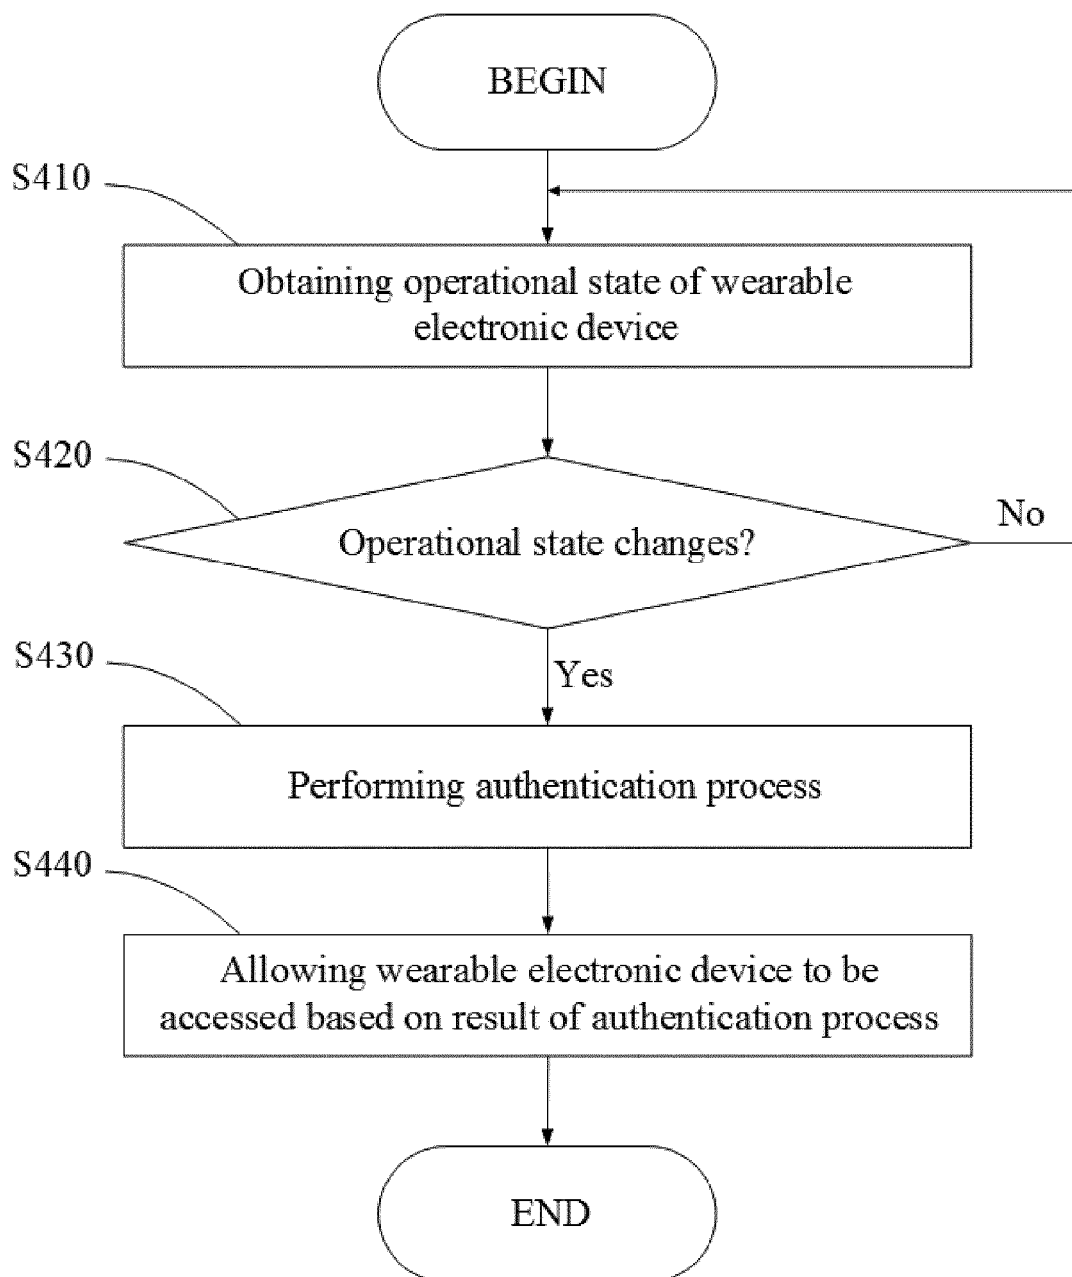 BEGIN
S410
Obtaining operational state of wearable
electronic device
S420
Operational state changes?
No
S430
Yes
Performing authentication process
S440
Allowing wearable electronic device to be
accessed based on result of authentication process
END